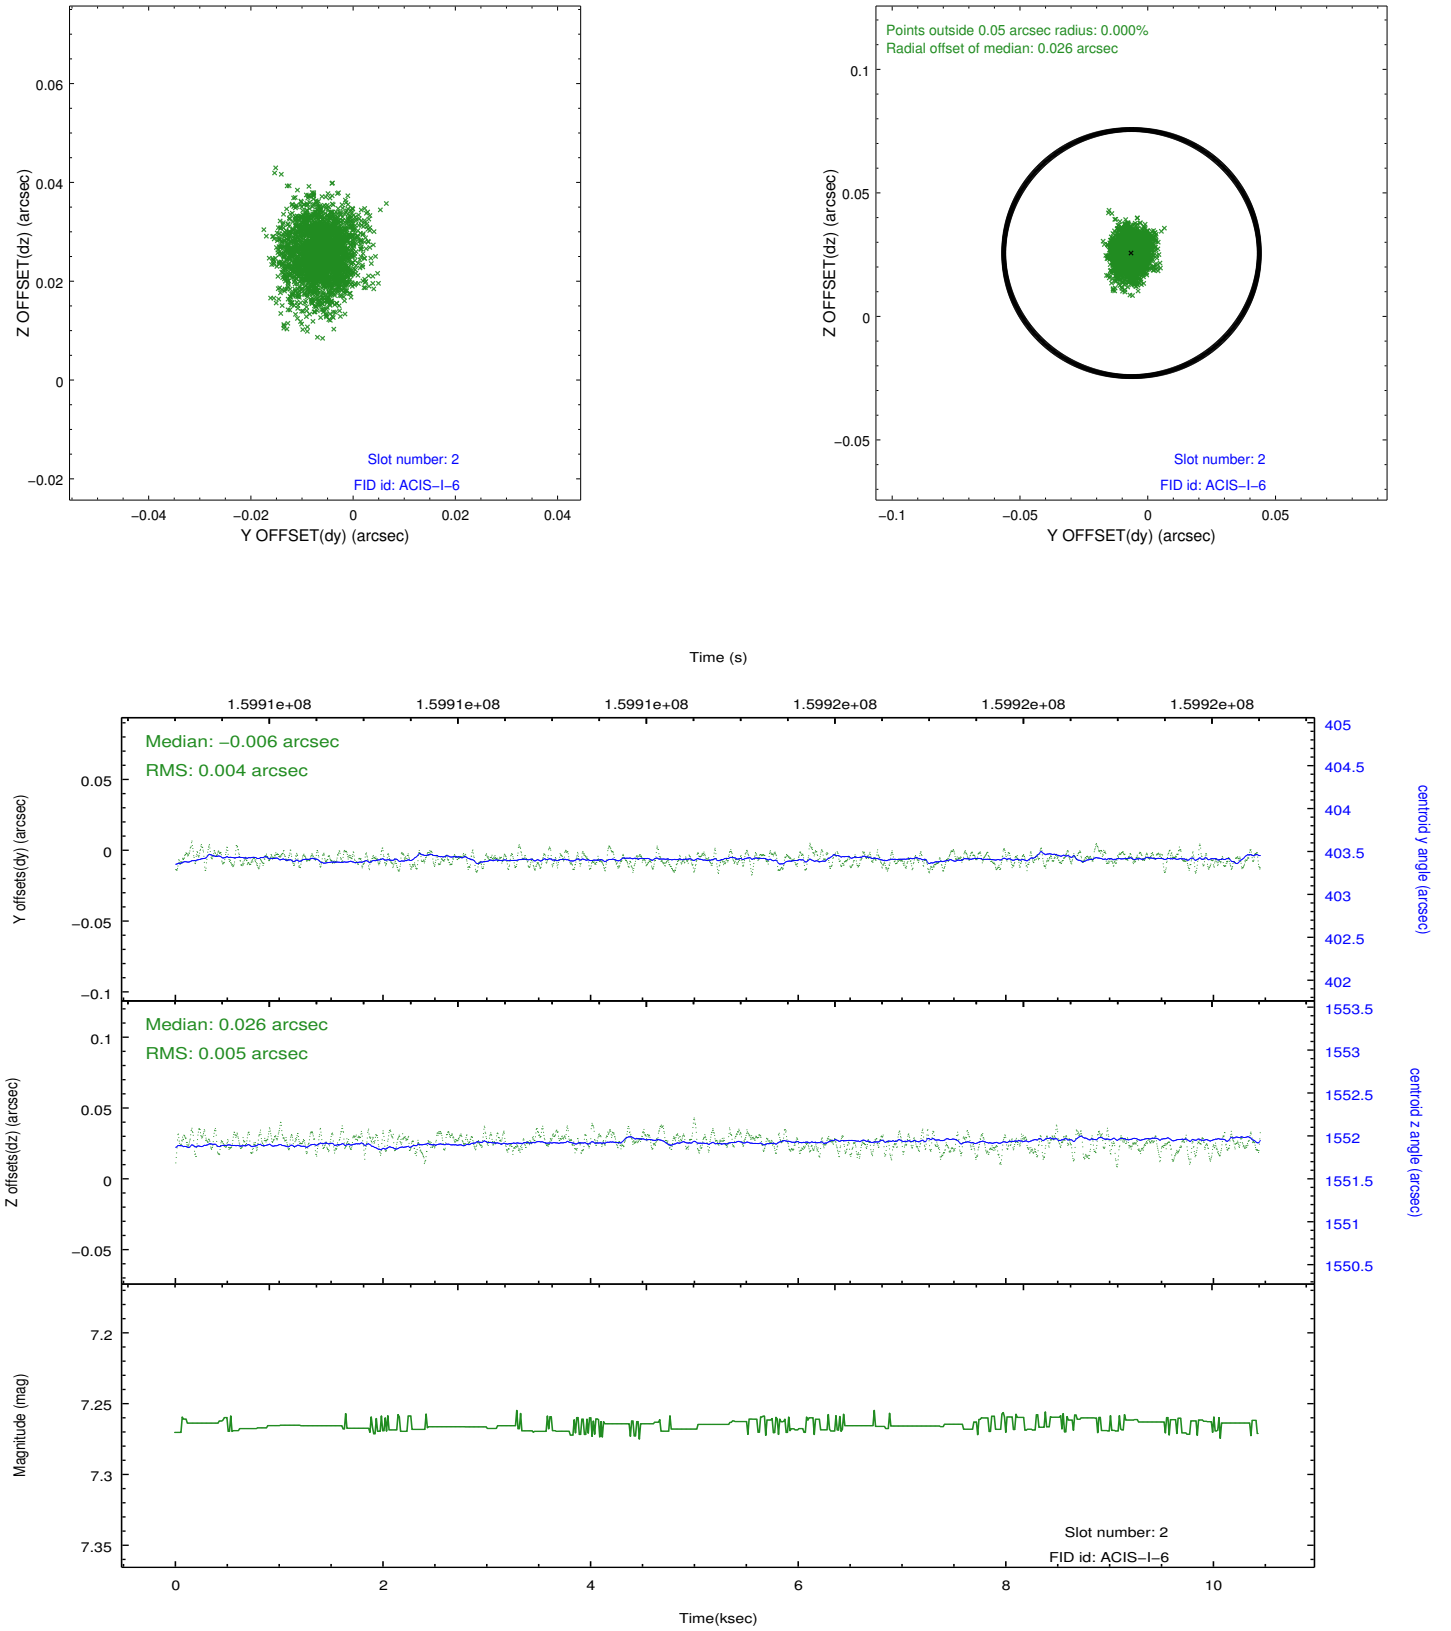 0.06
0.04
0.02
0
−0.02
Z OFFSET(dz) (arcsec)
−0.04
−0.02
0
0.02
0.04
Y OFFSET(dy) (arcsec)
Slot number: 2
FID id: ACIS−I−6
Points outside 0.05 arcsec radius: 0.000%
Radial offset of median: 0.026 arcsec
0.1
0.05
0
−0.05
Z OFFSET(dz) (arcsec)
−0.1
−0.05
0
0.05
Y OFFSET(dy) (arcsec)
Slot number: 2
FID id: ACIS−I−6
Time (s)
1.5991e+08
1.5991e+08
1.5991e+08
1.5992e+08
1.5992e+08
1.5992e+08
Median: −0.006 arcsec
RMS: 0.004 arcsec
0.05
0
−0.05
−0.1
Y offsets(dy) (arcsec)
405
404.5
404
403.5
403
402.5
402
centroid y angle (arcsec)
Median: 0.026 arcsec
RMS: 0.005 arcsec
0.1
0.05
0
−0.05
Z offsets(dz) (arcsec)
1553.5
1553
1552.5
1552
1551.5
1551
1550.5
centroid z angle (arcsec)
7.2
7.25
7.3
7.35
Magnitude (mag)
Slot number: 2
FID id: ACIS−I−6
0
2
4
6
8
10
Time(ksec)